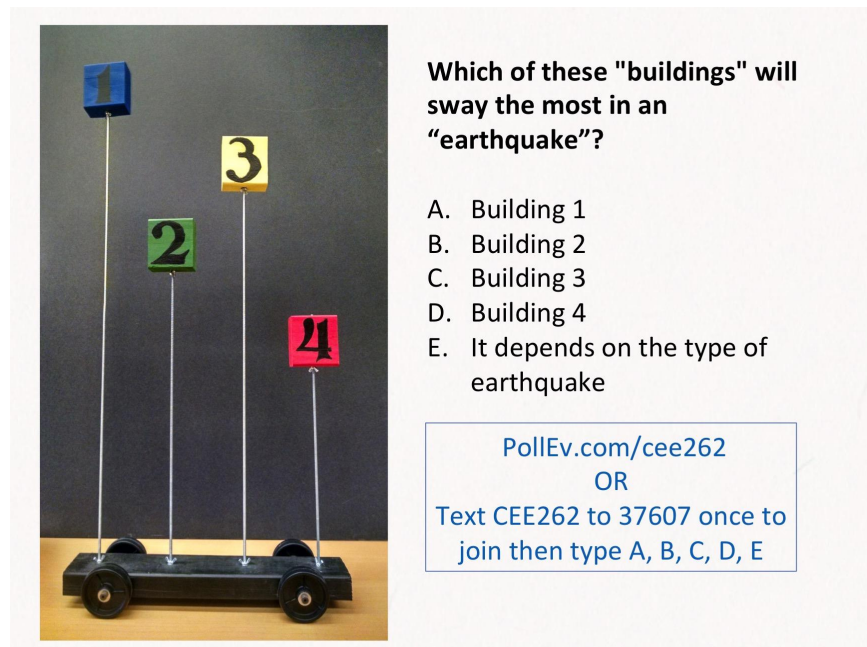 1
3
2
4
Which of these "buildings" will
sway the most in an
“earthquake”?
A. Building 1
B. Building 2
C. Building 3
D. Building 4
E. It depends on the type of
earthquake
PollEv.com/cee262
OR
Text CEE262 to 37607 once to
join then type A, B, C, D, E